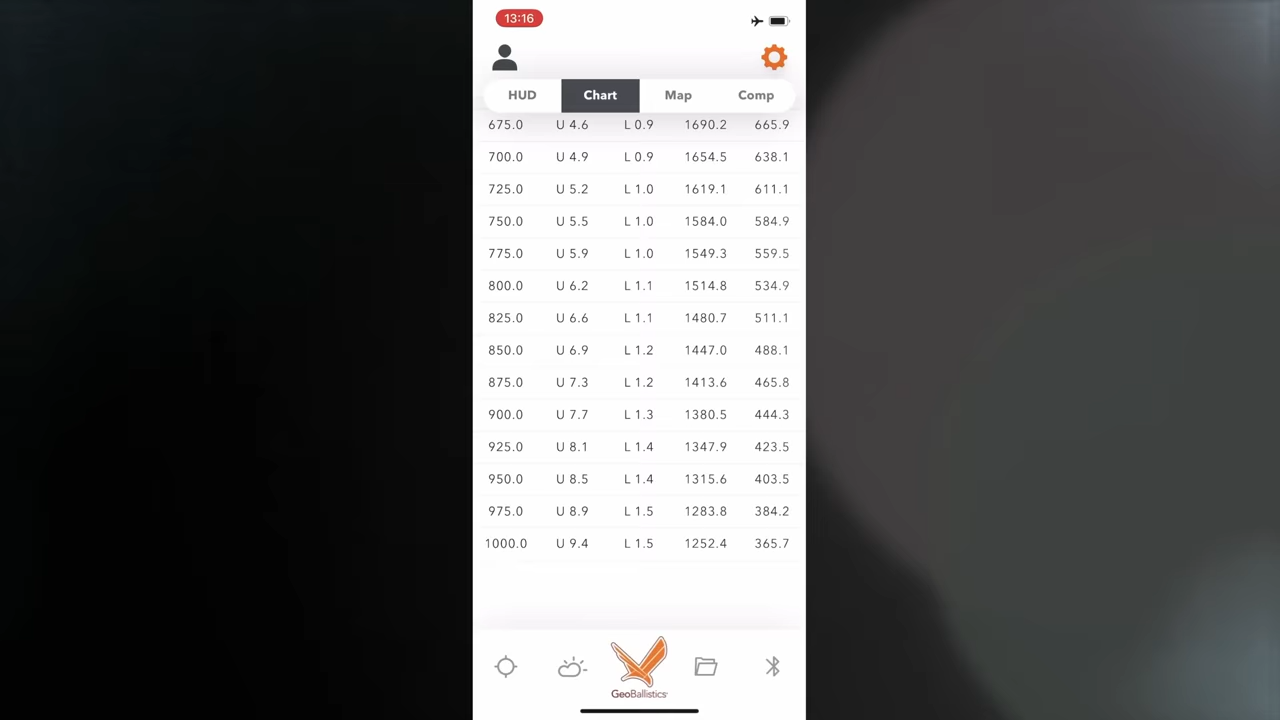 13:16
HUD Chart Map Comp
675.0 U 4.6 L 0.9 1690.2 665.9
700.0 U 4.9 L 0.9 1654.5 638.1
725.0 U 5.2 L 1.0 1619.1 611.1
750.0 U 5.5 L 1.0 1584.0 584.9
775.0 U 5.9 L 1.0 1549.3 559.5
800.0 U 6.2 L 1.1 1514.8 534.9
825.0 U 6.6 L 1.1 1480.7 511.1
850.0 U 6.9 L 1.2 1447.0 488.1
875.0 U 7.3 L 1.2 1413.6 465.8
900.0 U 7.7 L 1.3 1380.5 444.3
925.0 U 8.1 L 1.4 1347.9 423.5
950.0 U 8.5 L 1.4 1315.6 403.5
975.0 U 8.9 L 1.5 1283.8 384.2
1000.0 U 9.4 L 1.5 1252.4 365.7
GeoBallistics